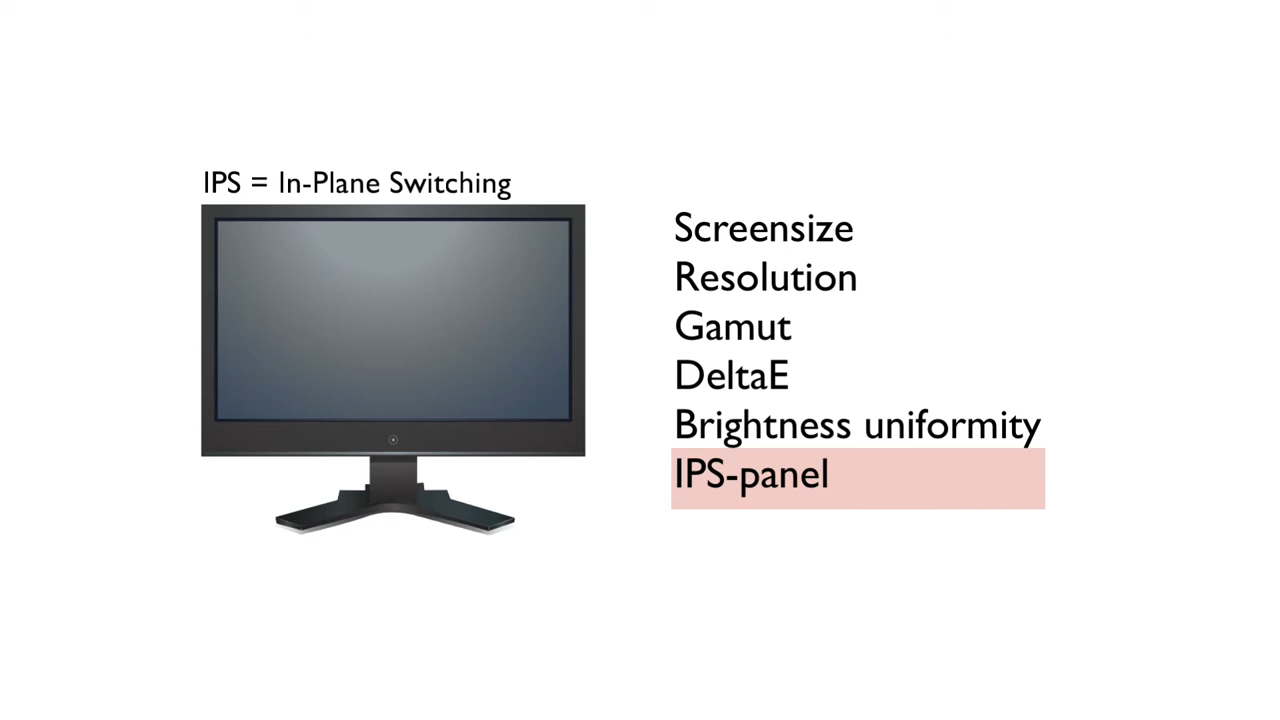 IPS = In-Plane Switching
Screensize
Resolution
Gamut
DeltaE
Brightness uniformity
IPS-panel